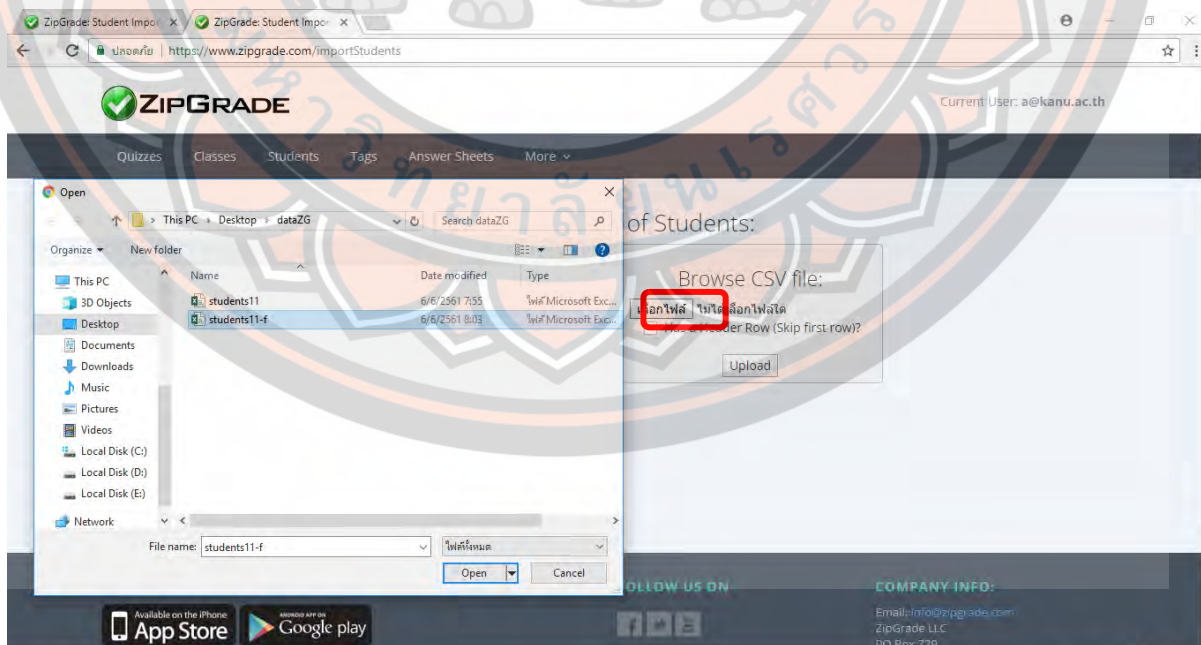 ZipGrade: Student Impor
ZipGrade: Student Impor
ปลอดภัย | https://www.zipgrade.com/importStudents
ZIPGRADE
Current User: a@kanu.ac.th
Quizzes Classes Students Tags Answer Sheets More
Open
This PC Desktop dataZG Search dataZG
of Students:
Organize New folder
Name Date modified Type
Browse CSV file:
This PC
3D Objects
students11 6/6/2561 7:55 ไฟล์ Microsoft Exc...
เลือกไฟล์ ไม่ได้เลือกไฟล์ใด
Desktop
students11-f 6/6/2561 8:03 ไฟล์ Microsoft Exc...
Has a Header Row (Skip first row)?
Documents
Downloads
Upload
Music
Pictures
Videos
Local Disk (C:)
Local Disk (D:)
Local Disk (E:)
Network
File name: students11-f ไฟล์ทั้งหมด
Open Cancel
OLLOW US ON COMPANY INFO:
Available on the iPhone
App Store
ANDROID APP ON
Google play
Email: info@zipgrade.com
ZipGrade LLC
PO Box 729